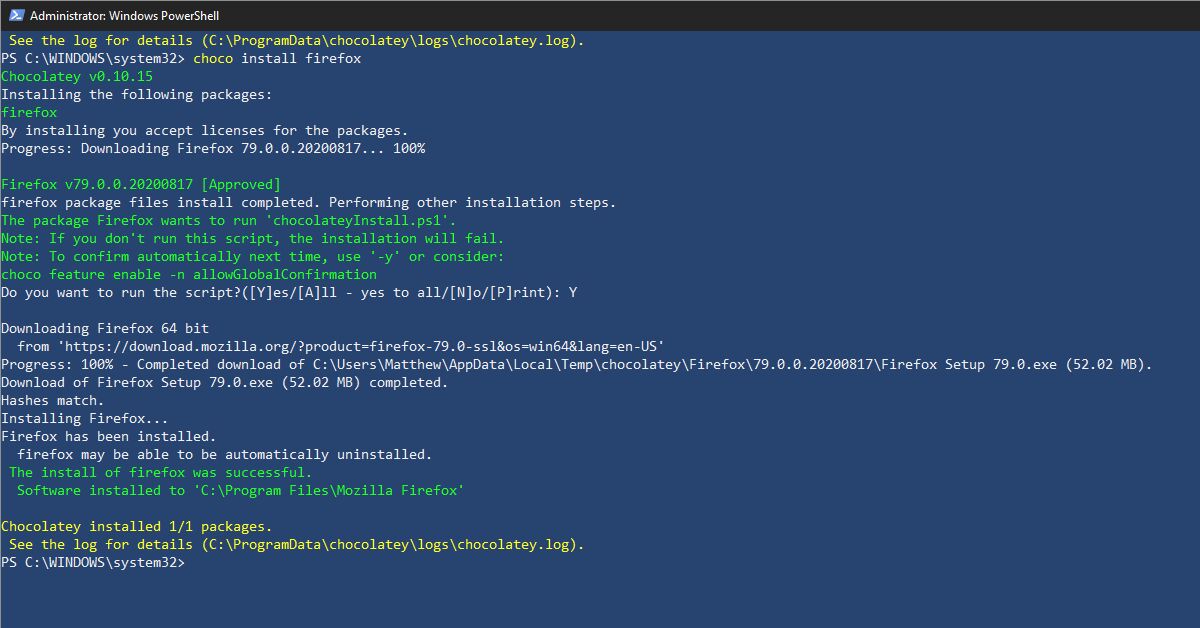 Administrator: Windows PowerShell
See the log for details (C:\ProgramData\chocolatey\logs\chocolatey.log).
PS C:\WINDOWS\system32> choco install firefox
Chocolatey v0.10.15
Installing the following packages:
firefox
By installing you accept licenses for the packages.
Progress: Downloading Firefox 79.0.0.20200817... 100%
Firefox v79.0.0.20200817 [Approved]
firefox package files install completed. Performing other installation steps.
The package Firefox wants to run 'chocolateyInstall.ps1'.
Note: If you don't run this script, the installation will fail.
Note: To confirm automatically next time, use '-y' or consider:
choco feature enable -n allowGlobalConfirmation
Do you want to run the script?([Y]es/[A]ll - yes to all/[N]o/[P]rint): Y
Downloading Firefox 64 bit
from 'https://download.mozilla.org/?product=firefox-79.0-ssl&os=win64&lang=en-US'
Progress: 100% - Completed download of C:\Users\Matthew\AppData\Local\Temp\chocolatey\Firefox\79.0.0.20200817\Firefox Setup 79.0.exe (52.02 MB).
Download of Firefox Setup 79.0.exe (52.02 MB) completed.
Hashes match.
Installing Firefox...
Firefox has been installed.
firefox may be able to be automatically uninstalled.
The install of firefox was successful.
Software installed to 'C:\Program Files\Mozilla Firefox'
Chocolatey installed 1/1 packages.
See the log for details (C:\ProgramData\chocolatey\logs\chocolatey.log).
PS C:\WINDOWS\system32>